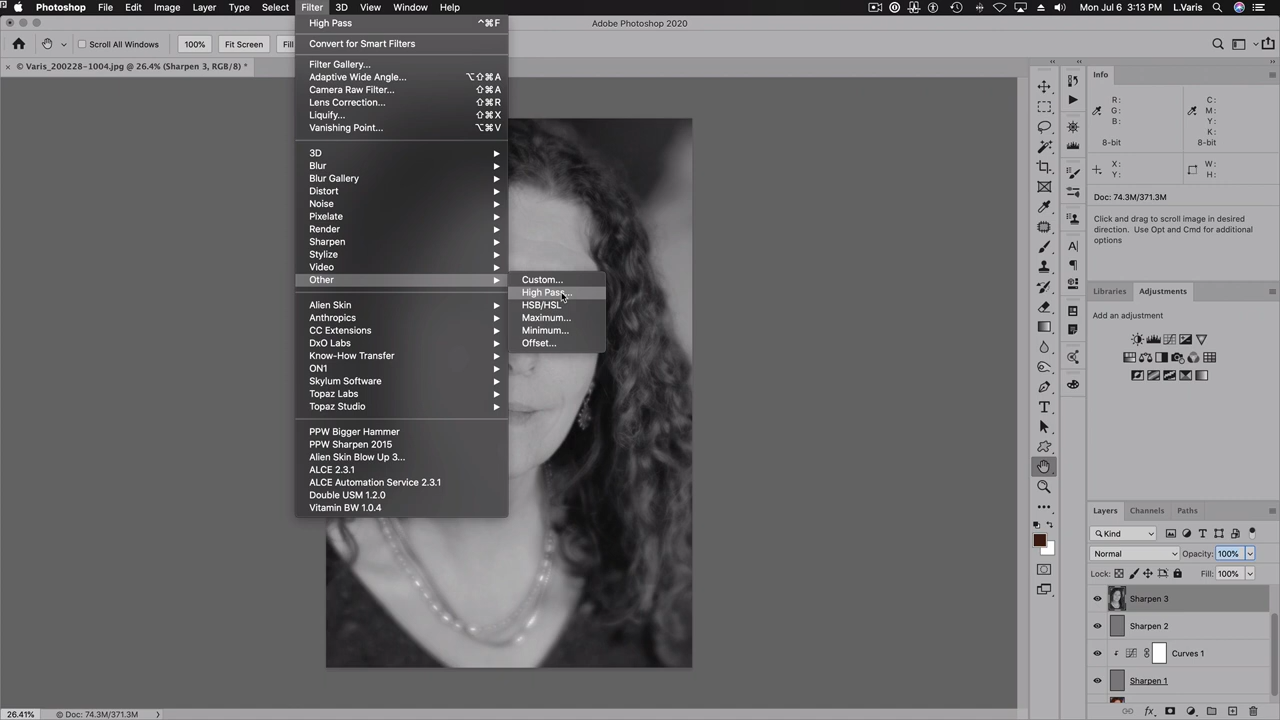 Photoshop File Edit Image Layer Type Select Filter 3D View Window Help Mon Jul 6 3:13 PM L.Varis
Adobe Photoshop 2020
Scroll All Windows 100% Fit Screen Fill
× © Varis_200228-1004.jpg @ 26.4% (Sharpen 3, RGB/8) *
High Pass ^⌘F
Convert for Smart Filters
Filter Gallery...
Adaptive Wide Angle... ⌥⇧⌘A
Camera Raw Filter... ⇧⌘A
Lens Correction... ⇧⌘R
Liquify... ⇧⌘X
Vanishing Point... ⌥⌘V
3D
Blur
Blur Gallery
Distort
Noise
Pixelate
Render
Sharpen
Stylize
Video
Other
Alien Skin
Anthropics
CC Extensions
DxO Labs
Know-How Transfer
ON1
Skylum Software
Topaz Labs
Topaz Studio
PPW Bigger Hammer
PPW Sharpen 2015
Alien Skin Blow Up 3...
ALCE 2.3.1
ALCE Automation Service 2.3.1
Double USM 1.2.0
Vitamin BW 1.0.4
Custom...
High Pass...
HSB/HSL
Maximum...
Minimum...
Offset...
Info
R: C:
G: M:
B: Y:
K:
8-bit 8-bit
X: W:
Y: H:
Doc: 74.3M/371.3M
Click and drag to scroll image in desired
direction. Use Opt and Cmd for additional
options
Libraries Adjustments
Add an adjustment
Layers Channels Paths
Kind
Normal Opacity: 100%
Lock: Fill: 100%
Sharpen 3
Sharpen 2
Curves 1
Sharpen 1
fx
26.41% © Doc: 74.3M/371.3M